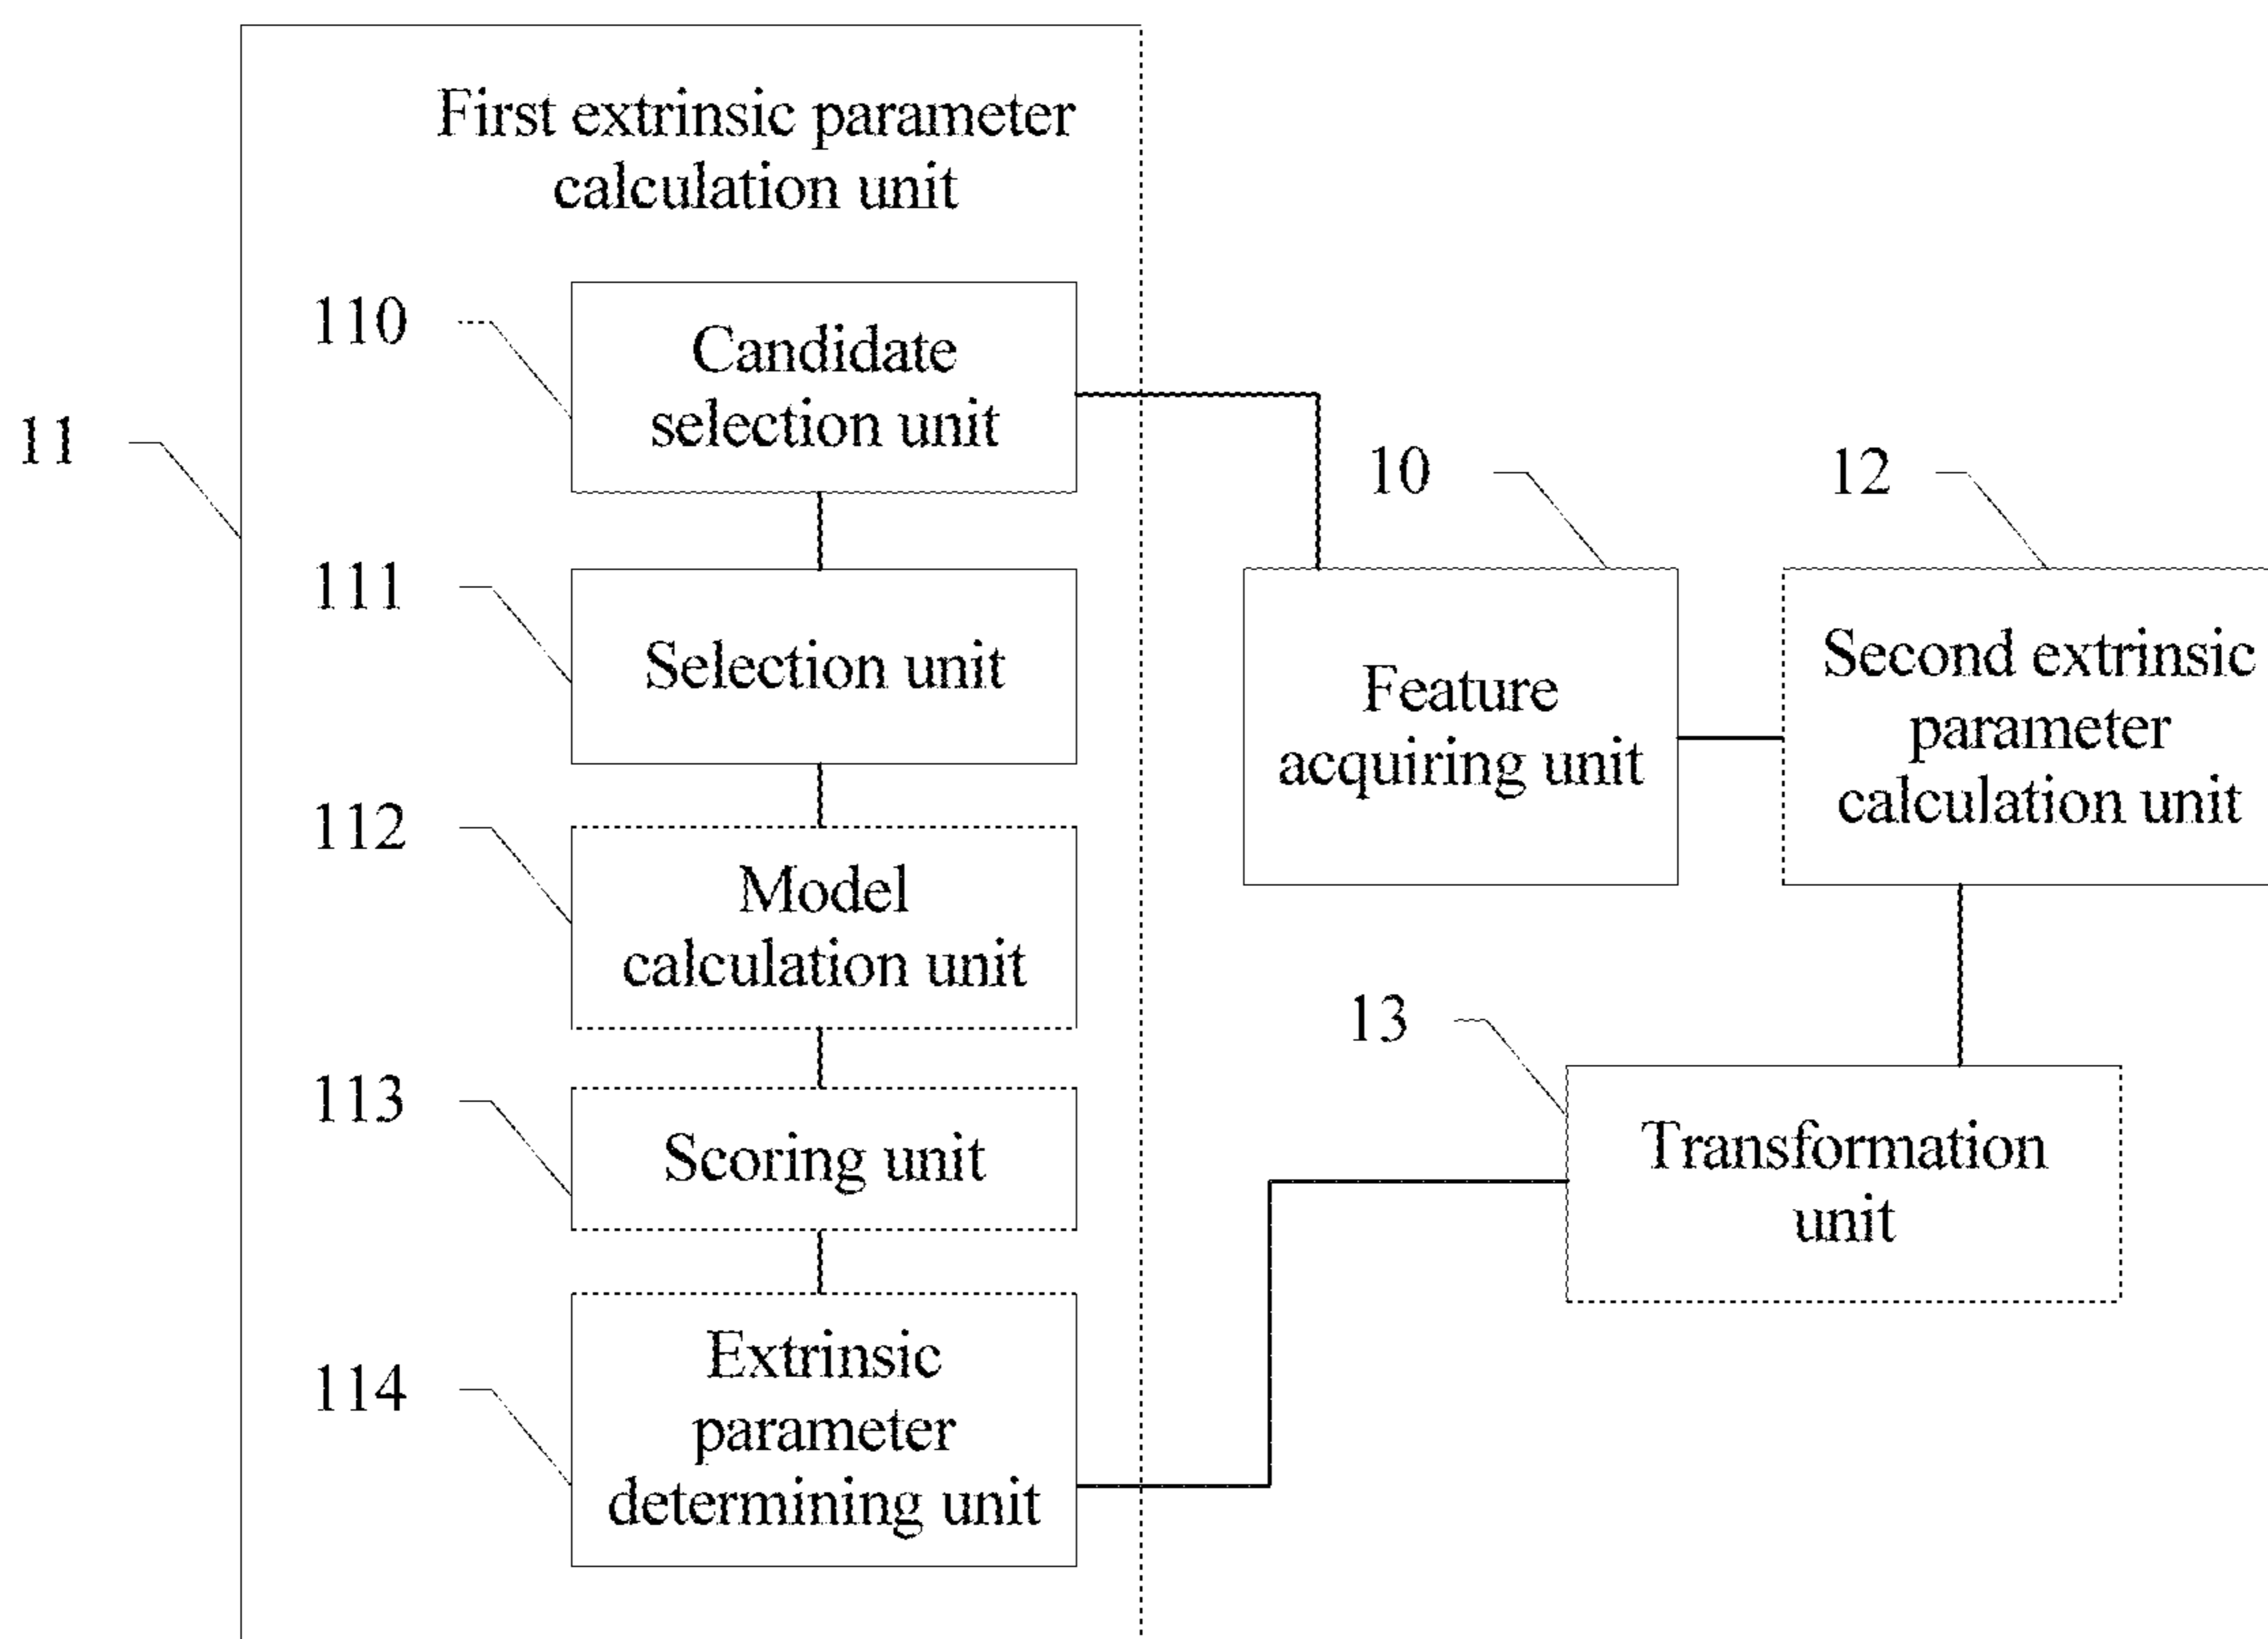 First extrinsic parameter
calculation unit
110
Candidate
selection unit
11
111
Selection unit
112
Model
calculation unit
113
Scoring unit
114
Extrinsic
parameter
determining unit
10
Feature
acquiring unit
12
Second extrinsic
parameter
calculation unit
13
Transformation
unit